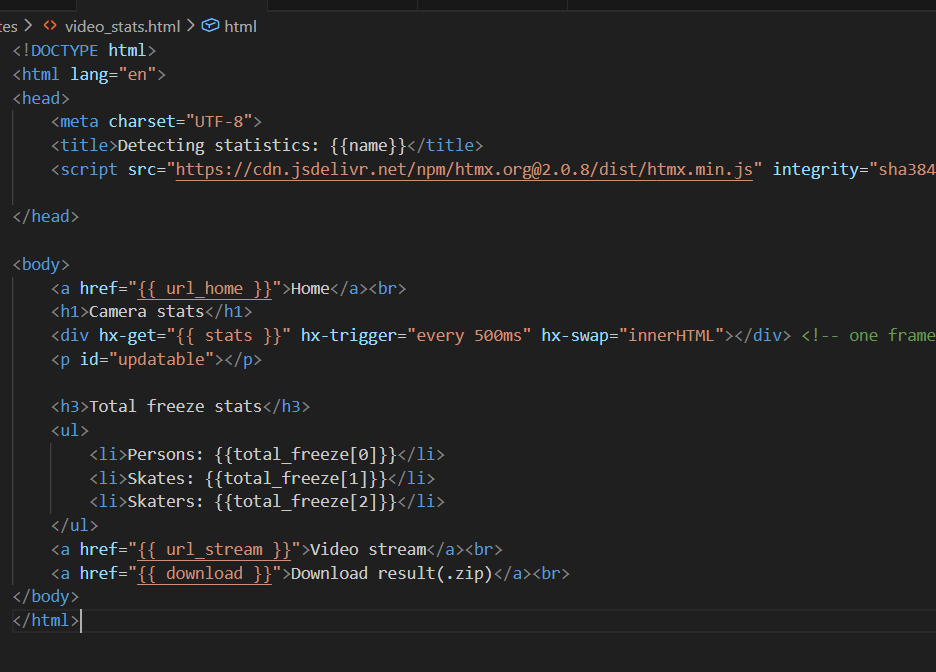 tes > <> video_stats.html > html
<!DOCTYPE html>
<html lang="en">
<head>
    <meta charset="UTF-8">
    <title>Detecting statistics: {{name}}</title>
    <script src="https://cdn.jsdelivr.net/npm/htmx.org@2.0.8/dist/htmx.min.js" integrity="sha384
</head>
<body>
    <a href="{{ url_home }}">Home</a><br>
    <h1>Camera stats</h1>
    <div hx-get="{{ stats }}" hx-trigger="every 500ms" hx-swap="innerHTML"></div> <!-- one frame
    <p id="updatable"></p>
    <h3>Total freeze stats</h3>
    <ul>
        <li>Persons: {{total_freeze[0]}}</li>
        <li>Skates: {{total_freeze[1]}}</li>
        <li>Skaters: {{total_freeze[2]}}</li>
    </ul>
    <a href="{{ url_stream }}">Video stream</a><br>
    <a href="{{ download }}">Download result(.zip)</a><br>
</body>
</html>